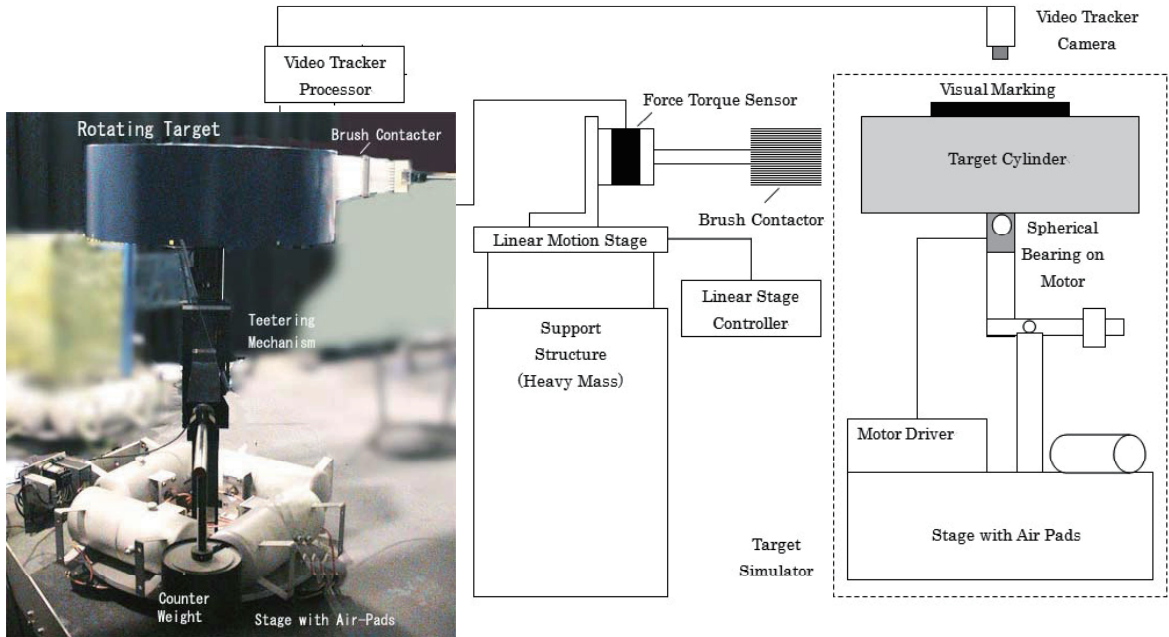 Video Tracker
Camera
Video Tracker
Processor
Visual Marking
Force Torque Sensor
Rotating Target
Brush Contacter
Target Cylinder
Brush Contactor
Linear Motion Stage
Spherical
Bearing on
Motor
Linear Stage
Controller
Teetering
Mechanism
Support
Structure
(Heavy Mass)
Motor Driver
Stage with Air Pads
Target
Simulator
Counter
Weight
Stage with Air-Pads